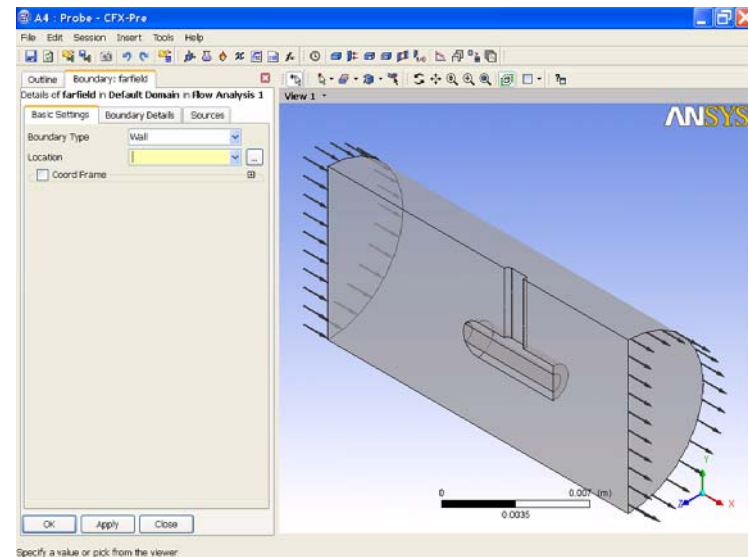 A4 : Probe - CFX-Pre
File Edit Session Insert Tools Help
Outline Boundary: farfield
Details of farfield in Default Domain in Flow Analysis 1
Basic Settings Boundary Details Sources
Boundary Type Wall
Location ...
Coord Frame
OK Apply Close
Specify a value or pick from the viewer
View 1
ANSYS
0 0.007 (m)
0.0035
Y
Z X